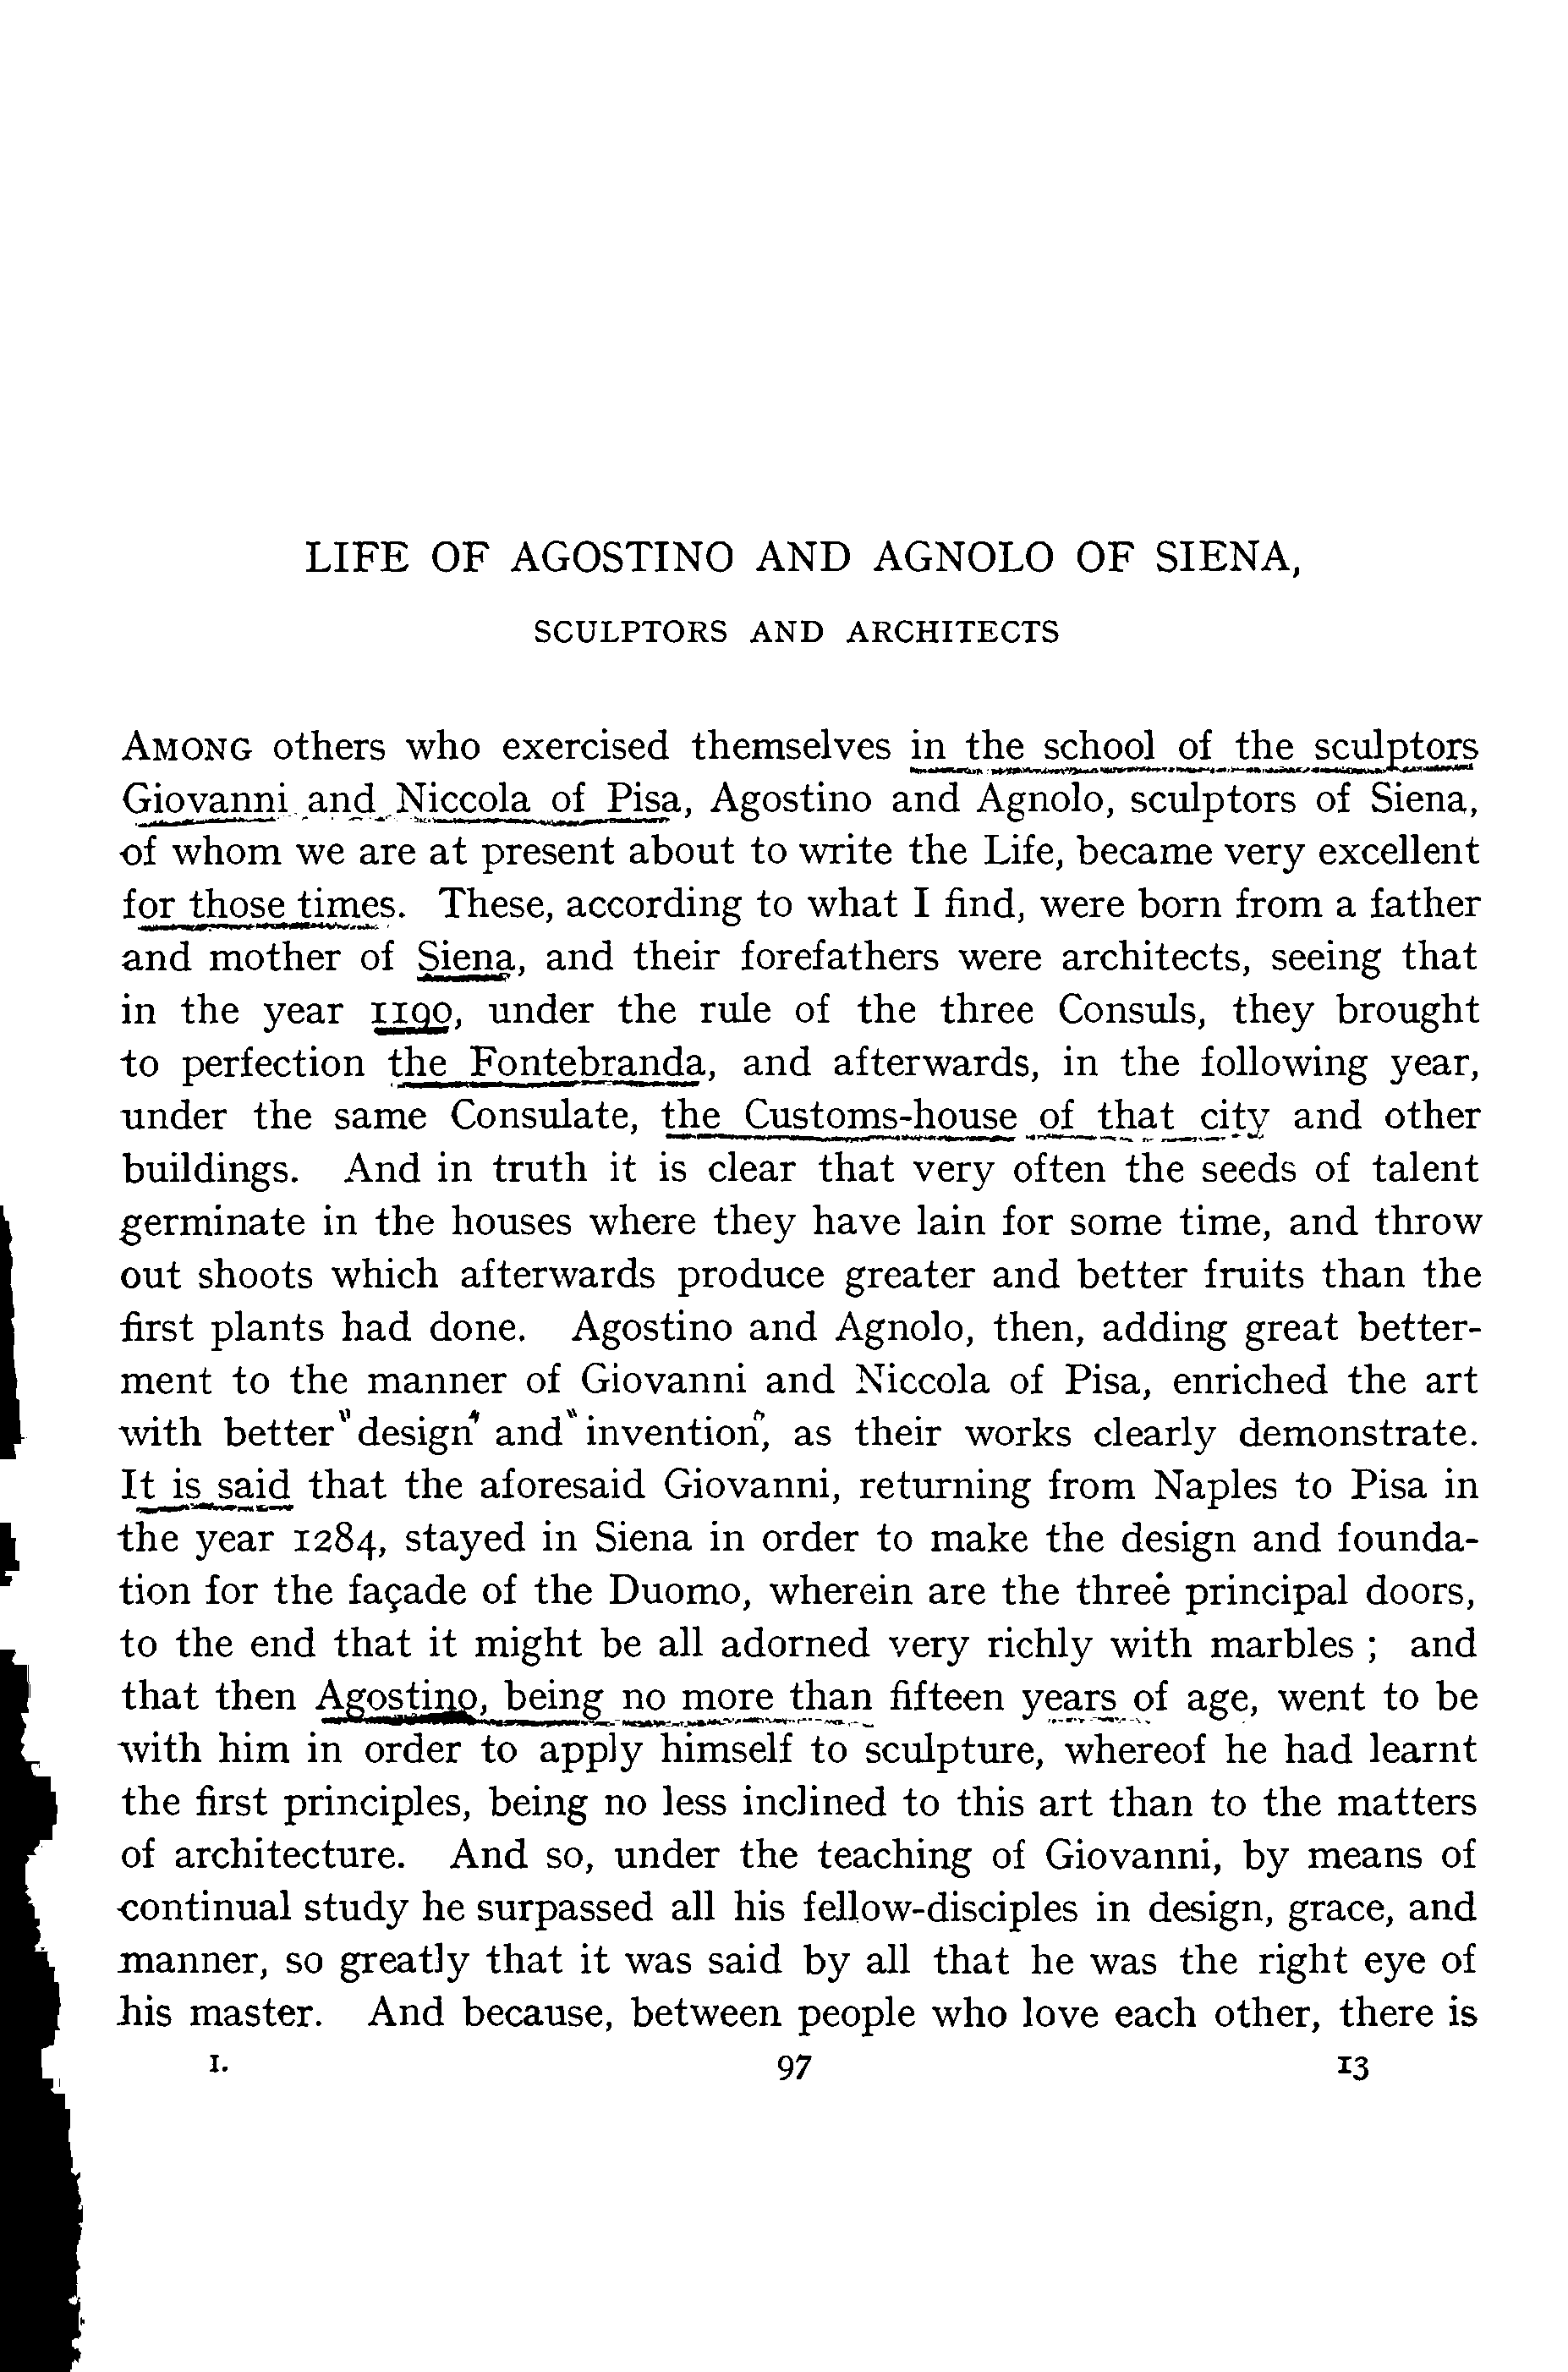 LIFE OF AGOSTINO AND AGNOLO OF SIENA,
SCULPTORS AND ARCHITECTS
AMONG others who exercised themselves in the school of the sculptors
Giovanni and Niccola of Pisa, Agostino and Agnolo, sculptors of Siena,
of whom we are at present about to write the Life, became very excellent
for those times. These, according to what I find, were born from a father
and mother of Siena, and their forefathers were architects, seeing that
in the year 1190, under the rule of the three Consuls, they brought
to perfection the Fontebranda, and afterwards, in the following year,
under the same Consulate, the Customs-house of that city and other
buildings. And in truth it is clear that very often the seeds of talent
germinate in the houses where they have lain for some time, and throw
out shoots which afterwards produce greater and better fruits than the
first plants had done. Agostino and Agnolo, then, adding great better-
ment to the manner of Giovanni and Niccola of Pisa, enriched the art
with better "design" and "invention", as their works clearly demonstrate.
It is said that the aforesaid Giovanni, returning from Naples to Pisa in
the year 1284, stayed in Siena in order to make the design and founda-
tion for the façade of the Duomo, wherein are the three principal doors,
to the end that it might be all adorned very richly with marbles ; and
that then Agostino, being no more than fifteen years of age, went to be
with him in order to apply himself to sculpture, whereof he had learnt
the first principles, being no less inclined to this art than to the matters
of architecture. And so, under the teaching of Giovanni, by means of
continual study he surpassed all his fellow-disciples in design, grace, and
manner, so greatly that it was said by all that he was the right eye of
his master. And because, between people who love each other, there is
I. 97 13